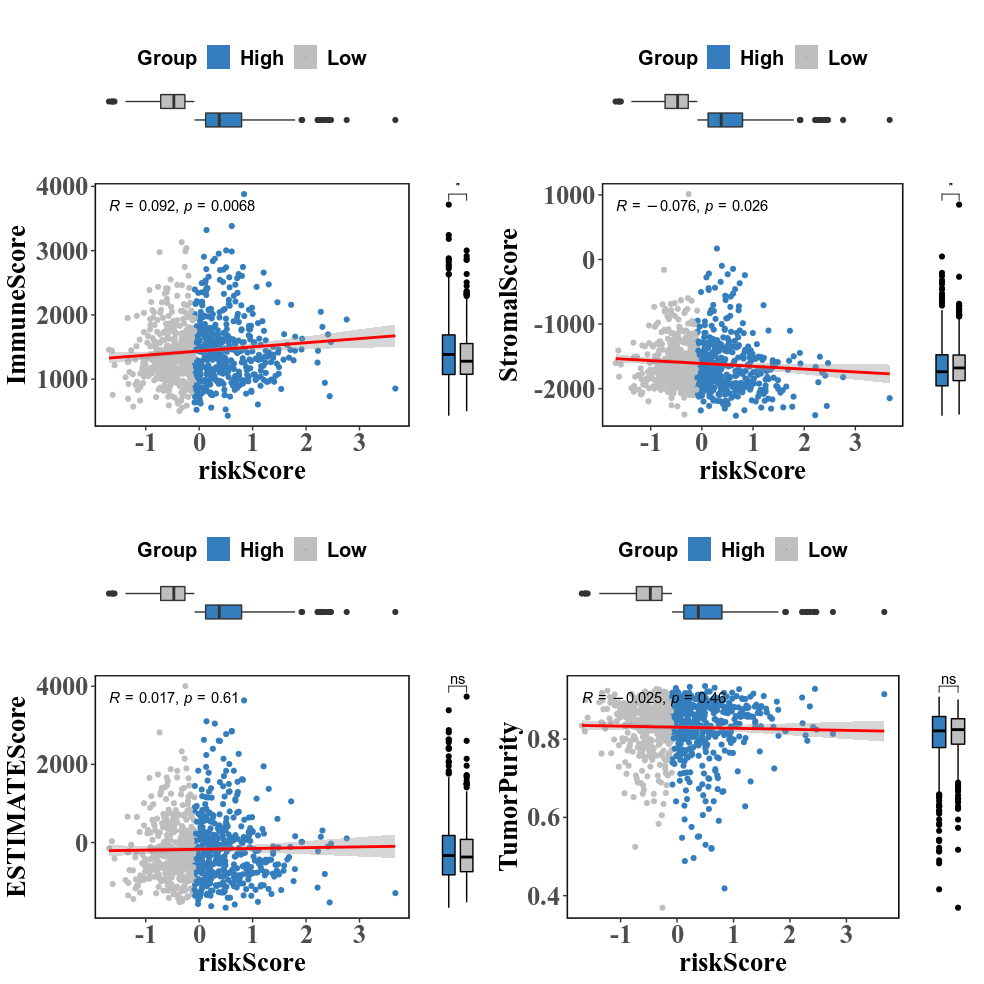 Group High Low
ImmuneScore
4000
3000
2000
1000
R = 0.092, p = 0.0068
*
-1 0 1 2 3
riskScore
Group High Low
StromalScore
1000
0
-1000
-2000
R = −0.076, p = 0.026
*
-1 0 1 2 3
riskScore
Group High Low
ESTIMATEScore
4000
2000
0
R = 0.017, p = 0.61
ns
-1 0 1 2 3
riskScore
Group High Low
TumorPurity
0.8
0.6
0.4
R = −0.025, p = 0.46
ns
-1 0 1 2 3
riskScore